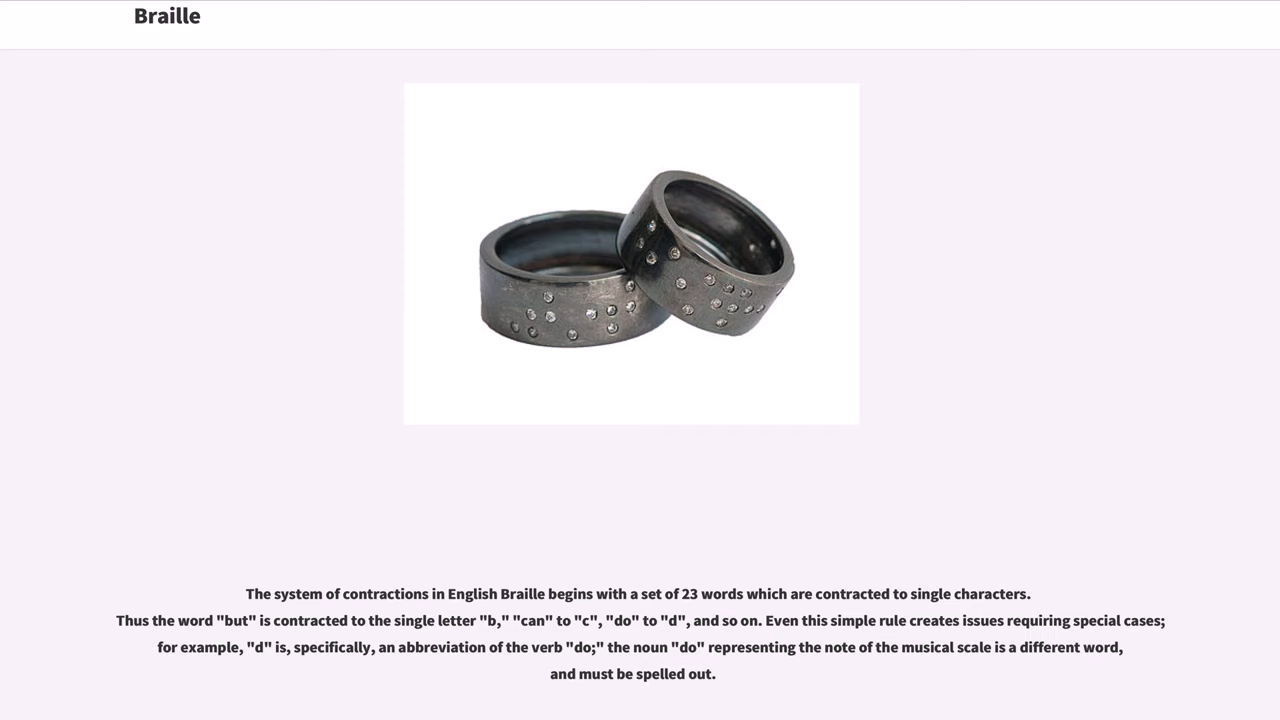 Braille
The system of contractions in English Braille begins with a set of 23 words which are contracted to single characters.
Thus the word "but" is contracted to the single letter "b," "can" to "c", "do" to "d", and so on. Even this simple rule creates issues requiring special cases;
for example, "d" is, specifically, an abbreviation of the verb "do;" the noun "do" representing the note of the musical scale is a different word,
and must be spelled out.